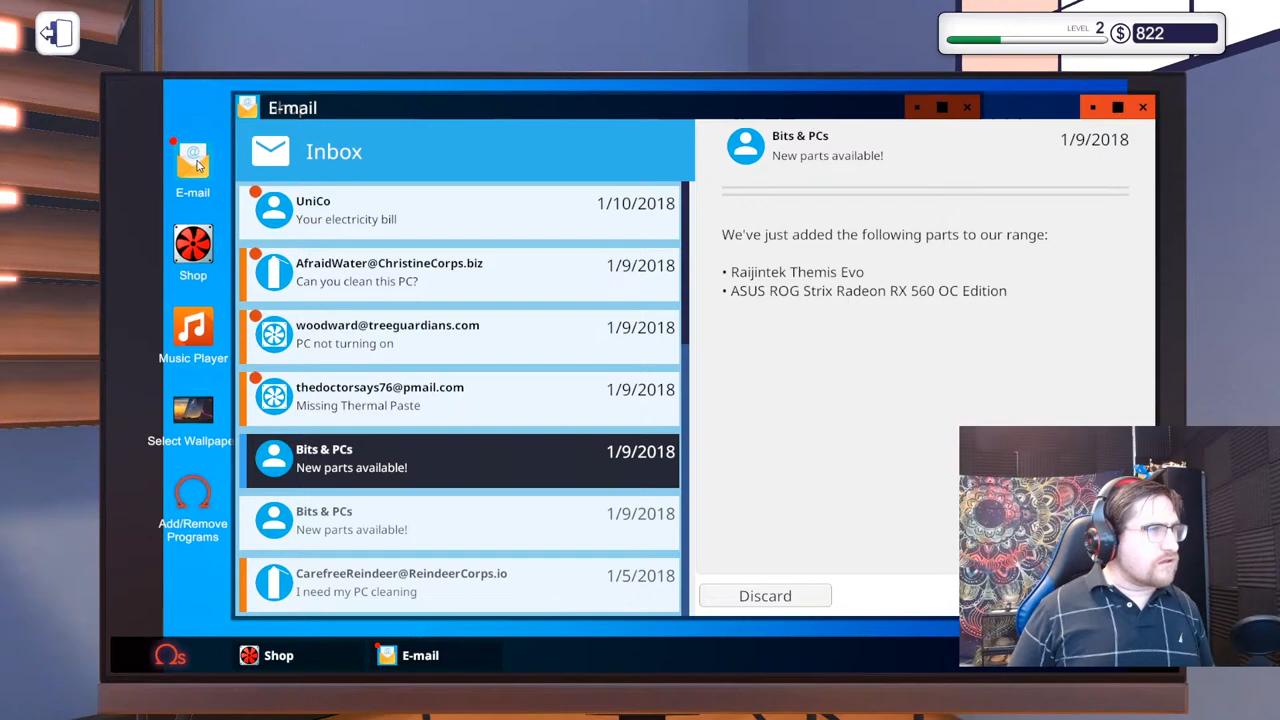 LEVEL 2 $ 822
E-mail
Inbox
Bits & PCs
New parts available!
1/9/2018
We've just added the following parts to our range:
• Raijintek Themis Evo
• ASUS ROG Strix Radeon RX 560 OC Edition
Discard
UniCo
Your electricity bill
1/10/2018
AfraidWater@ChristineCorps.biz
Can you clean this PC?
1/9/2018
woodward@treeguardians.com
PC not turning on
1/9/2018
thedoctorsays76@pmail.com
Missing Thermal Paste
1/9/2018
Bits & PCs
New parts available!
1/9/2018
Bits & PCs
New parts available!
1/9/2018
CarefreeReindeer@ReindeerCorps.io
I need my PC cleaning
1/5/2018
E-mail
Shop
Music Player
Select Wallpape
Add/Remove
Programs
Ωs
Shop
E-mail